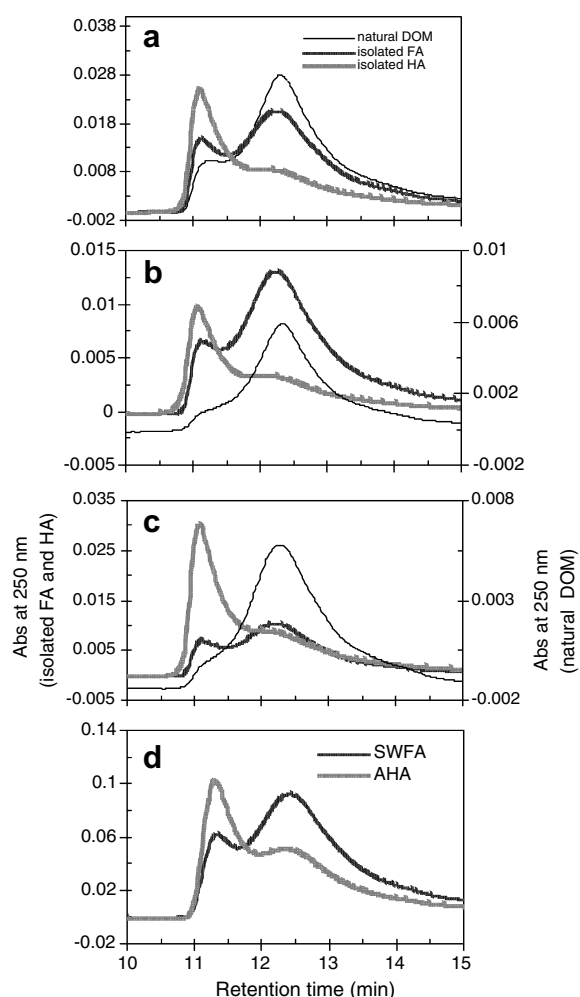 a
natural DOM
isolated FA
isolated HA
0.038
0.028
0.018
0.008
-0.002
b
0.015
0.01
0.005
0
-0.005
0.01
0.006
0.002
-0.002
c
0.035
0.025
0.015
0.005
-0.005
0.008
0.003
-0.002
Abs at 250 nm
(isolated FA and HA)
Abs at 250 nm
(natural DOM)
d
SWFA
AHA
0.14
0.1
0.06
0.02
-0.02
10 11 12 13 14 15
Retention time (min)